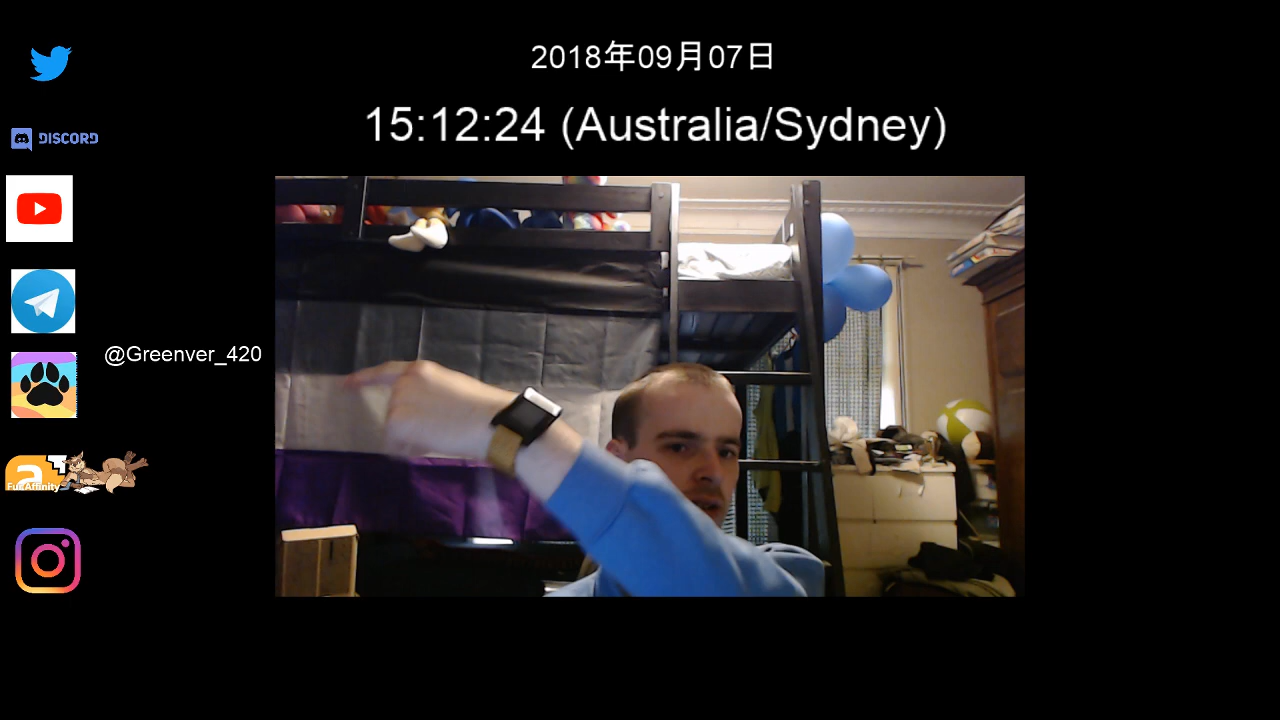 2018年09月07日
15:12:24 (Australia/Sydney)
DISCORD
@Greenver_420
FurAffinity